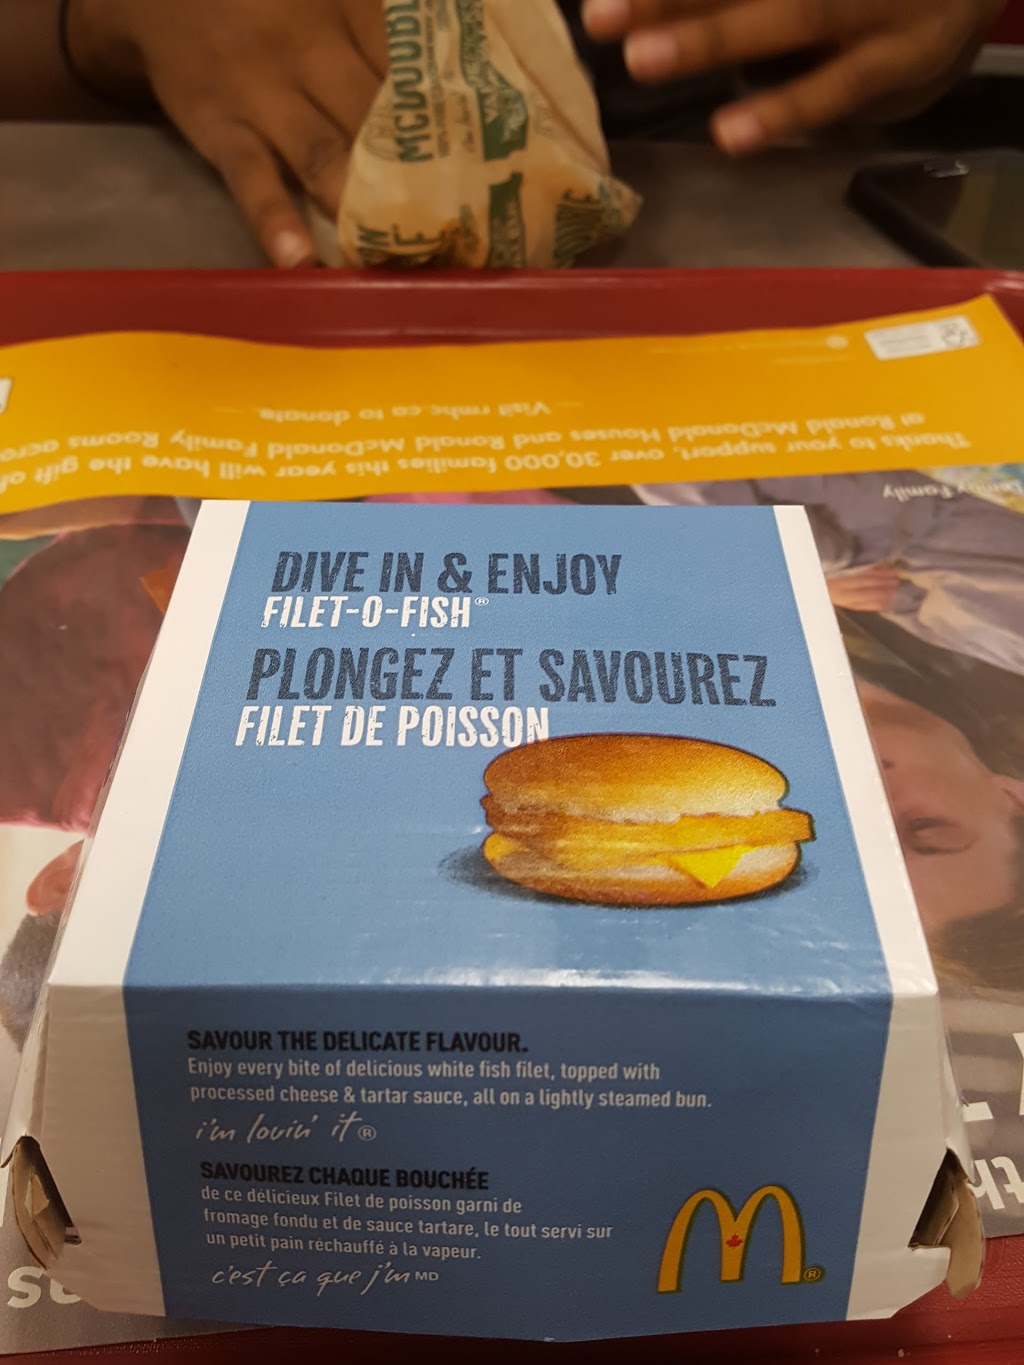 MCDOUBL
Visit rmhc.ca to donate.
Thanks to your support, over 30,000 families this year will have the gift of
at Ronald McDonald Houses and Ronald McDonald Family Rooms acro
Family
DIVE IN & ENJOY
FILET-O-FISH®
PLONGEZ ET SAVOUREZ
FILET DE POISSON
SAVOUR THE DELICATE FLAVOUR.
Enjoy every bite of delicious white fish filet, topped with
processed cheese & tartar sauce, all on a lightly steamed bun.
i'm lovin' it®
SAVOUREZ CHAQUE BOUCHÉE
de ce délicieux Filet de poisson garni de
fromage fondu et de sauce tartare, le tout servi sur
un petit pain réchauffé à la vapeur.
c'est ça que j'm MD